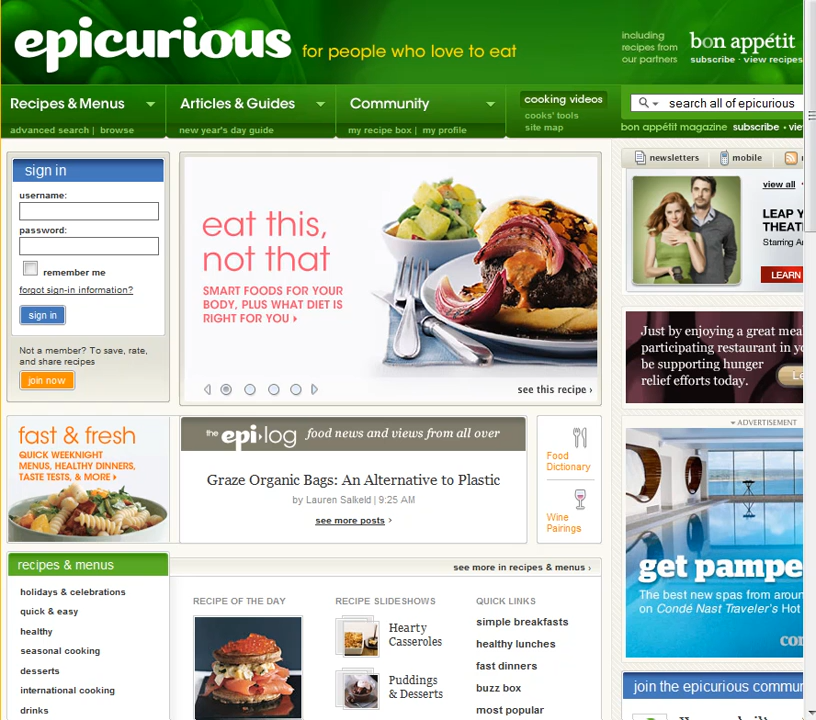 epicurious for people who love to eat
including
recipes from
our partners
bon appétit
subscribe · view recipes
Recipes & Menus
Articles & Guides
Community
cooking videos
search all of epicurious
advanced search | browse
new year's day guide
my recipe box | my profile
cooks' tools
site map
bon appétit magazine subscribe
sign in
username:
password:
remember me
forgot sign-in information?
sign in
Not a member? To save, rate,
and share recipes
join now
eat this,
not that
SMART FOODS FOR YOUR
BODY, PLUS WHAT DIET IS
RIGHT FOR YOU
see this recipe ›
newsletters
mobile
view all
LEAP Y
THEAT
Starring A
LEARN
Just by enjoying a great mea
participating restaurant in yo
be supporting hunger
relief efforts today.
Le
fast & fresh
QUICK WEEKNIGHT
MENUS, HEALTHY DINNERS,
TASTE TESTS, & MORE
the epi·log food news and views from all over
Graze Organic Bags: An Alternative to Plastic
by Lauren Salkeld | 9:25 AM
see more posts ›
Food
Dictionary
Wine
Pairings
ADVERTISEMENT
get pampe
The best new spas from aroun
on Condé Nast Traveler's Hot
con
recipes & menus
see more in recipes & menus ›
holidays & celebrations
quick & easy
healthy
seasonal cooking
desserts
international cooking
drinks
RECIPE OF THE DAY
RECIPE SLIDESHOWS
Hearty
Casseroles
Puddings
& Desserts
QUICK LINKS
simple breakfasts
healthy lunches
fast dinners
buzz box
most popular
join the epicurious commun